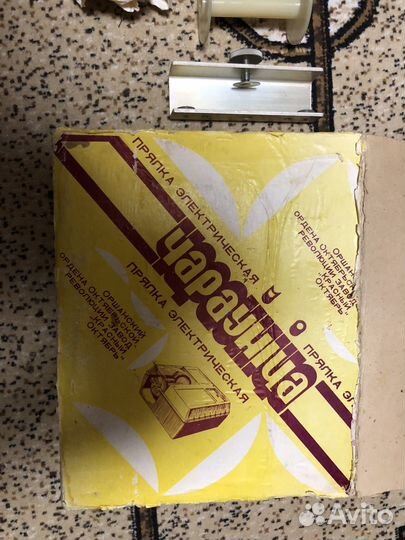 ПРЯЛКА ЭЛЕКТРИЧЕСКАЯ
чараўніца
ПРЯЛКА ЭЛЕКТРИЧЕСКАЯ
ПРЯЛКА ЭЛ
ОРШАНСКИЙ
ОРДЕНА ОКТЯБРЬСКОЙ
РЕВОЛЮЦИИ ЗАВОД
„КРАСНЫЙ
ОКТЯБРЬ"
ОРШАНСКИЙ
ОРДЕНА ОКТЯБРЬСКОЙ
РЕВОЛЮЦИИ ЗАВОД
„КРАСНЫЙ
ОКТЯБРЬ"
Avito